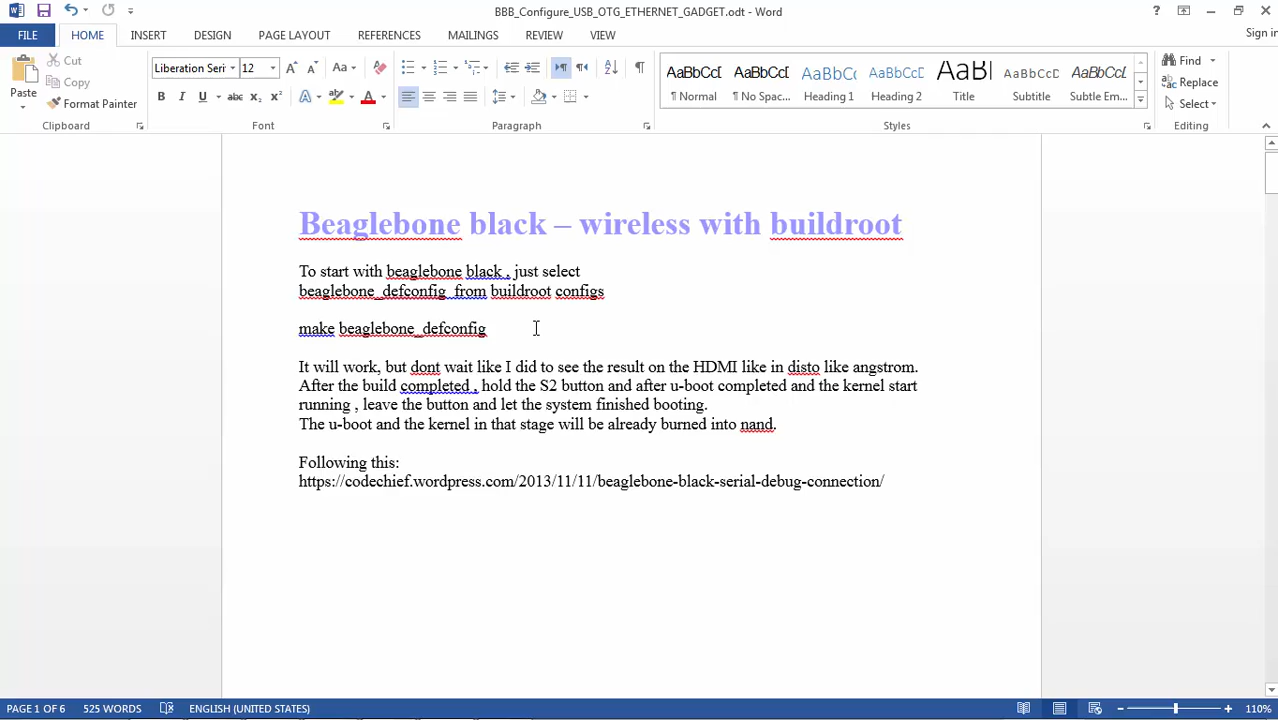 BBB_Configure_USB_OTG_ETHERNET_GADGET.odt - Word
Sign in
FILE HOME INSERT DESIGN PAGE LAYOUT REFERENCES MAILINGS REVIEW VIEW
Paste
Cut
Copy
Format Painter
Clipboard
Liberation Seri 12
Font
Paragraph
AaBbCcI AaBbCcI AaBbC AaBbCcI AaB AaBbCcD AaBbCcD
¶ Normal ¶ No Spac... Heading 1 Heading 2 Title Subtitle Subtle Em...
Styles
Find
Replace
Select
Editing
Beaglebone black – wireless with buildroot
To start with beaglebone black , just select
beaglebone_defconfig from buildroot configs
make beaglebone_defconfig
It will work, but dont wait like I did to see the result on the HDMI like in disto like angstrom.
After the build completed , hold the S2 button and after u-boot completed and the kernel start
running , leave the button and let the system finished booting.
The u-boot and the kernel in that stage will be already burned into nand.
Following this:
https://codechief.wordpress.com/2013/11/11/beaglebone-black-serial-debug-connection/
PAGE 1 OF 6 525 WORDS ENGLISH (UNITED STATES) 110%